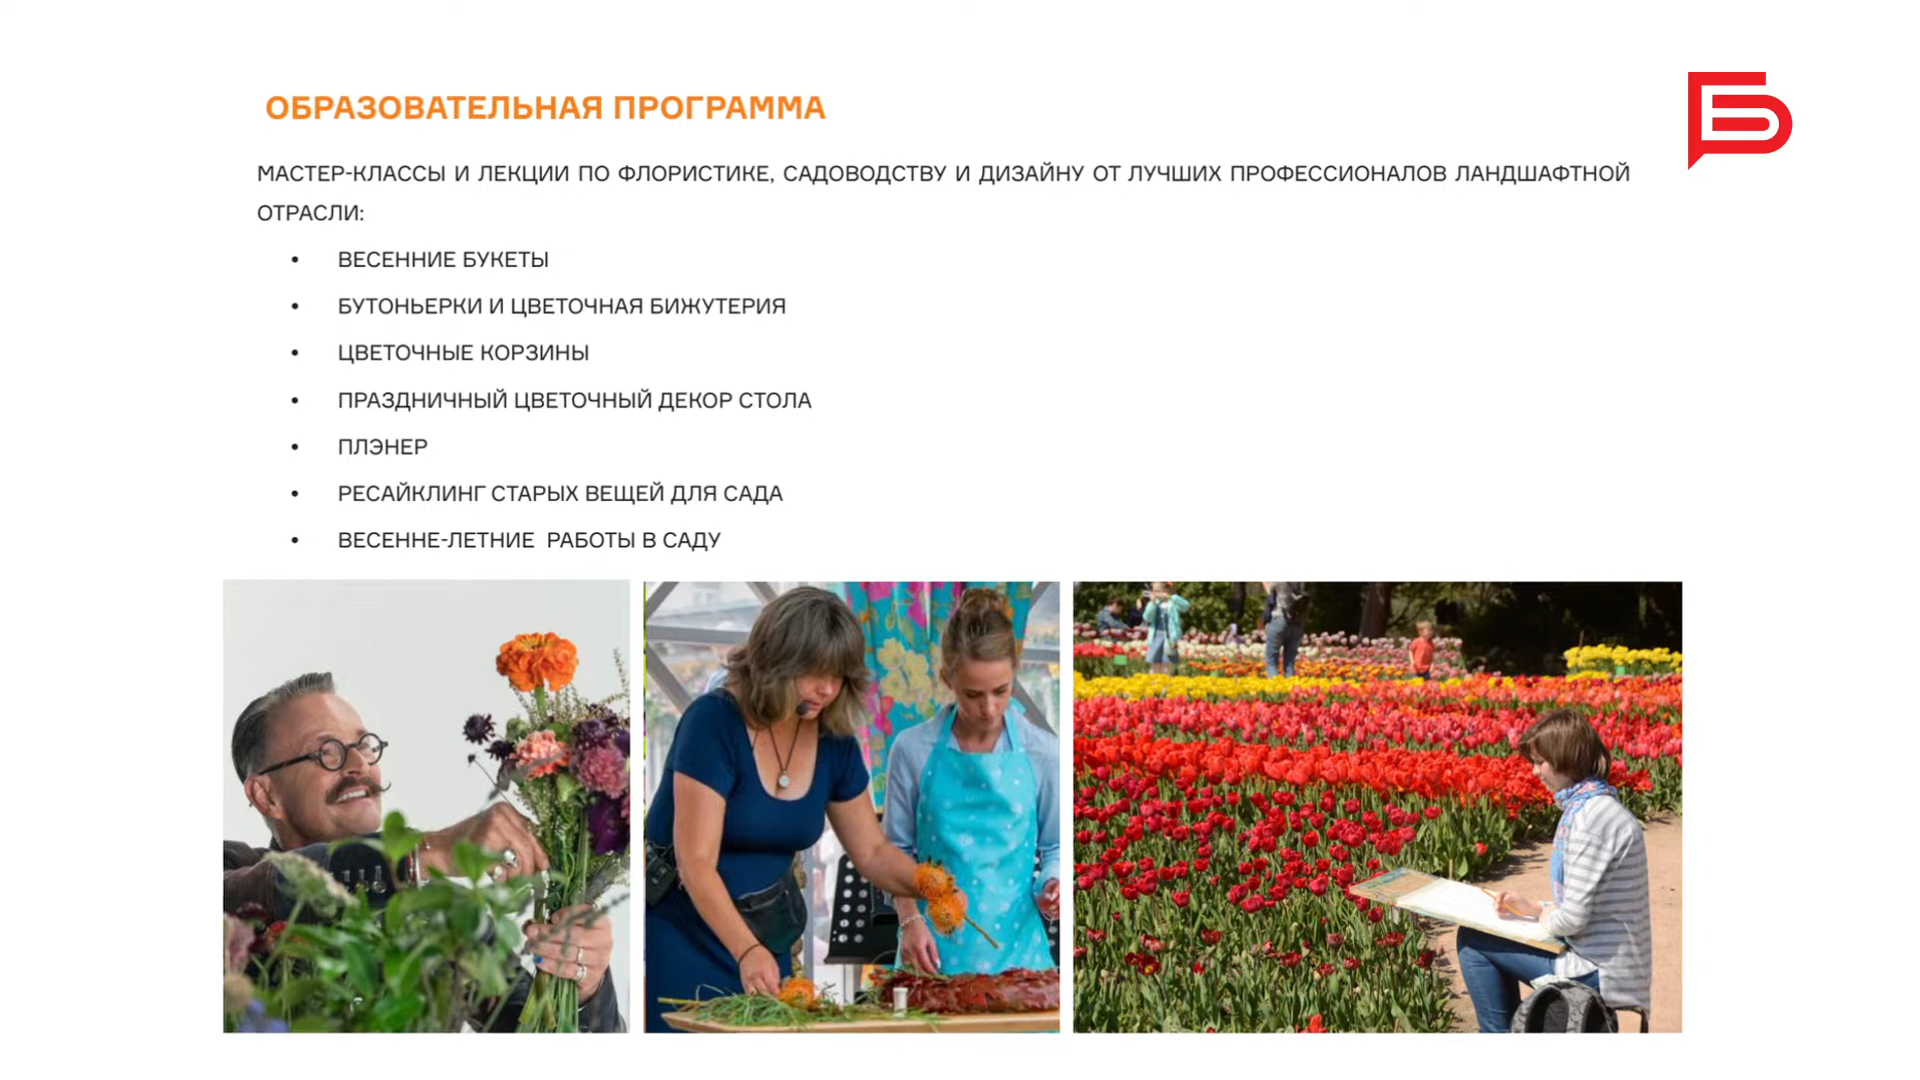 ОБРАЗОВАТЕЛЬНАЯ ПРОГРАММА
МАСТЕР-КЛАССЫ И ЛЕКЦИИ ПО ФЛОРИСТИКЕ, САДОВОДСТВУ И ДИЗАЙНУ ОТ ЛУЧШИХ ПРОФЕССИОНАЛОВ ЛАНДШАФТНОЙ
ОТРАСЛИ:
• ВЕСЕННИЕ БУКЕТЫ
• БУТОНЬЕРКИ И ЦВЕТОЧНАЯ БИЖУТЕРИЯ
• ЦВЕТОЧНЫЕ КОРЗИНЫ
• ПРАЗДНИЧНЫЙ ЦВЕТОЧНЫЙ ДЕКОР СТОЛА
• ПЛЭНЕР
• РЕСАЙКЛИНГ СТАРЫХ ВЕЩЕЙ ДЛЯ САДА
• ВЕСЕННЕ-ЛЕТНИЕ РАБОТЫ В САДУ
Б